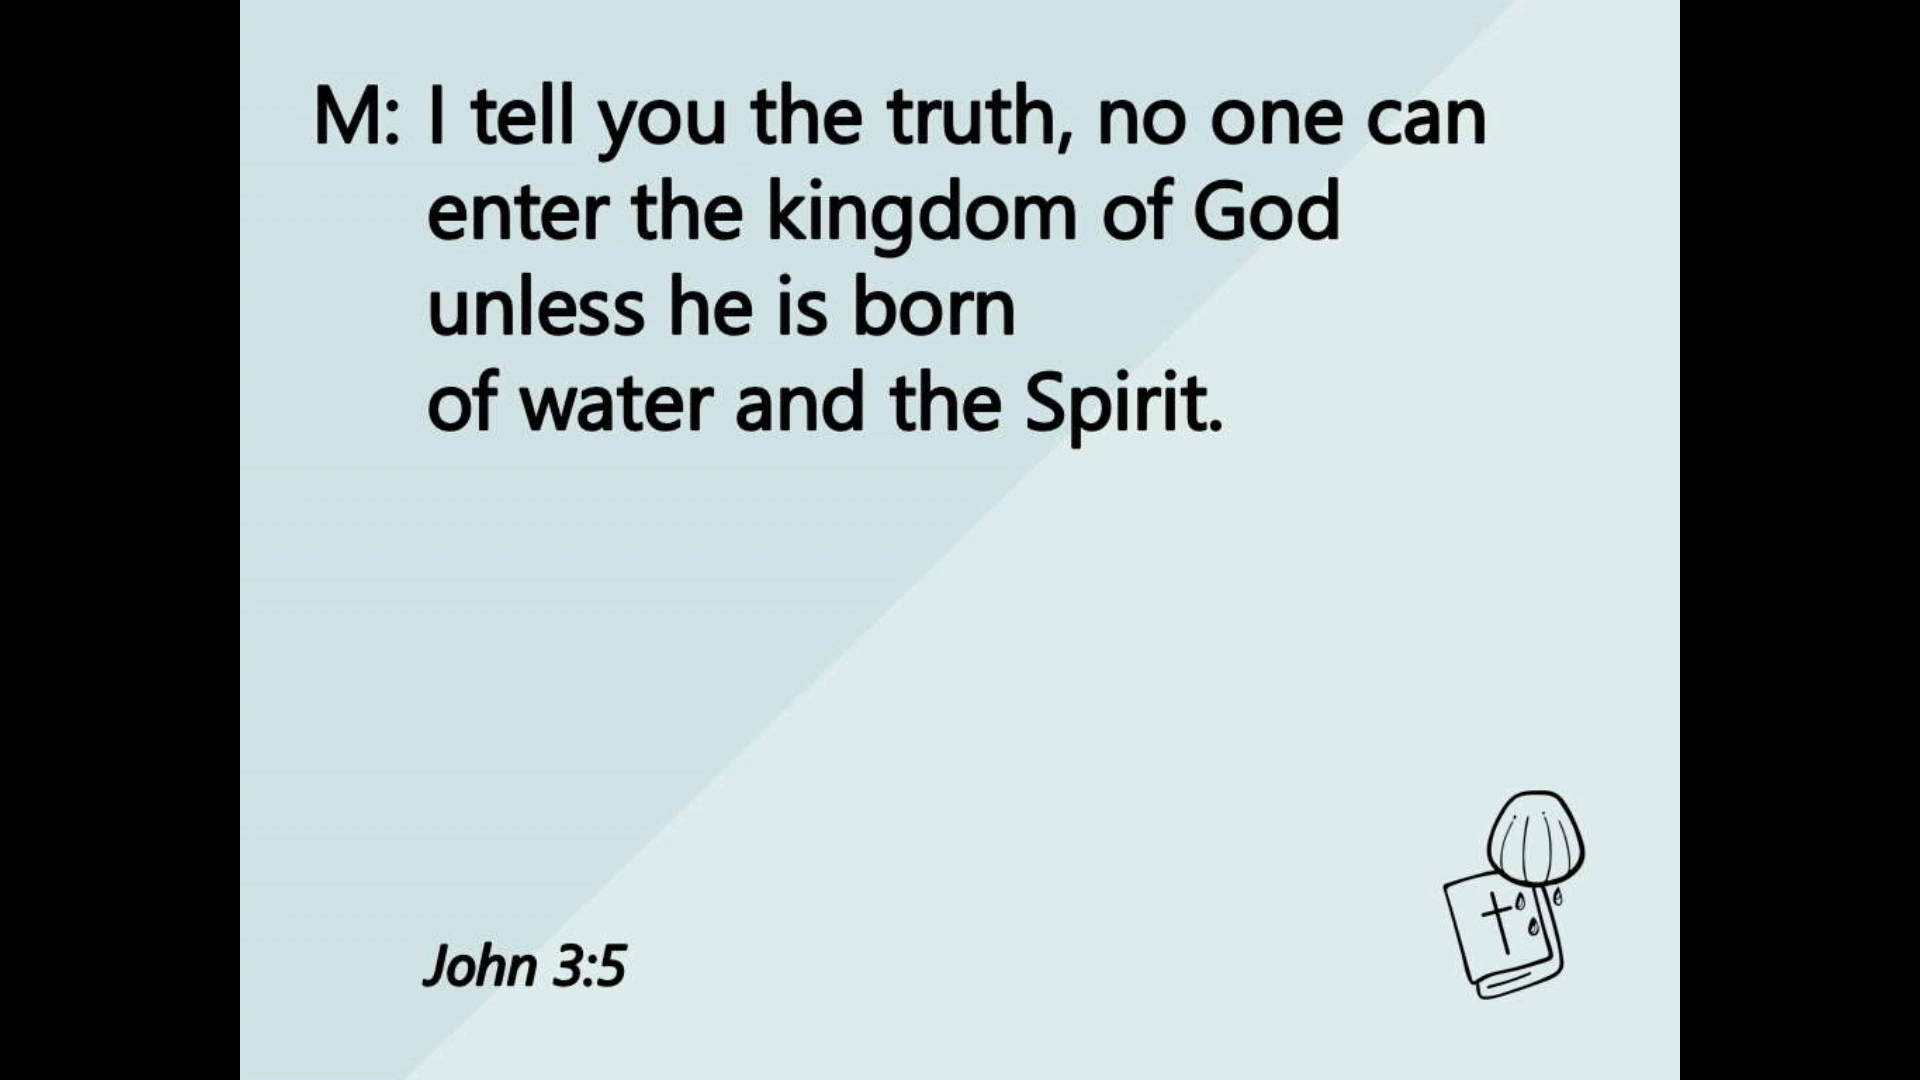 M: I tell you the truth, no one can
enter the kingdom of God
unless he is born
of water and the Spirit.
John 3:5